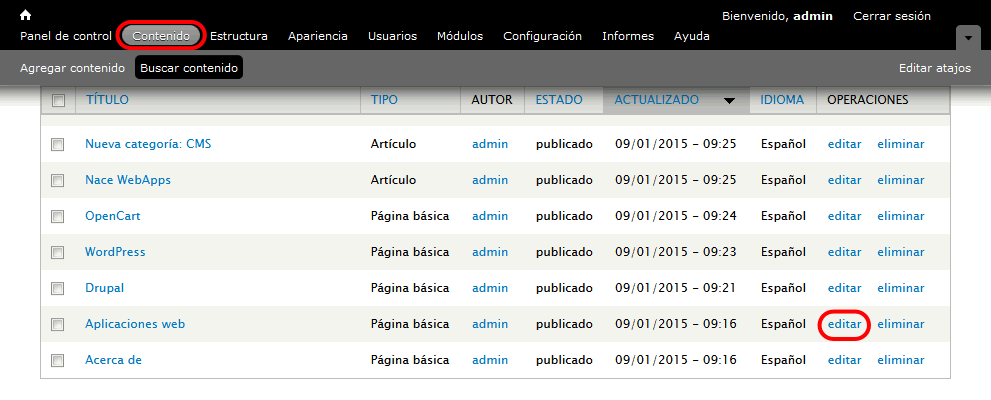 Bienvenido, admin Cerrar sesión
Panel de control Contenido Estructura Apariencia Usuarios Módulos Configuración Informes Ayuda
Agregar contenido Buscar contenido Editar atajos
TÍTULO TIPO AUTOR ESTADO ACTUALIZADO IDIOMA OPERACIONES
Nueva categoría: CMS Artículo admin publicado 09/01/2015 - 09:25 Español editar eliminar
Nace WebApps Artículo admin publicado 09/01/2015 - 09:25 Español editar eliminar
OpenCart Página básica admin publicado 09/01/2015 - 09:24 Español editar eliminar
WordPress Página básica admin publicado 09/01/2015 - 09:23 Español editar eliminar
Drupal Página básica admin publicado 09/01/2015 - 09:21 Español editar eliminar
Aplicaciones web Página básica admin publicado 09/01/2015 - 09:16 Español editar eliminar
Acerca de Página básica admin publicado 09/01/2015 - 09:16 Español editar eliminar